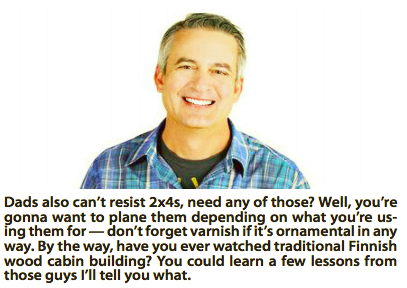 Dads also can’t resist 2x4s, need any of those? Well, you’re
gonna want to plane them depending on what you’re us-
ing them for — don’t forget varnish if it’s ornamental in any
way. By the way, have you ever watched traditional Finnish
wood cabin building? You could learn a few lessons from
those guys I’ll tell you what.